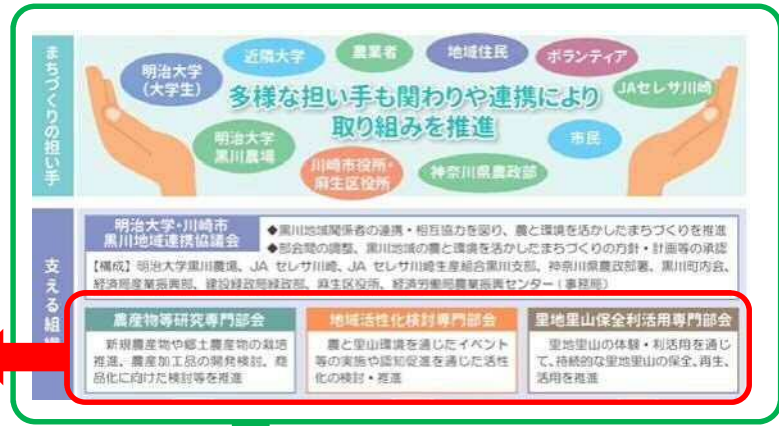 まちづくりの担い手
近隣大学
農業者
地域住民
ボランティア
明治大学
(大学生)
JAセレサ川崎
多様な担い手も関わりや連携により
取り組みを推進
明治大学
黒川農場
市民
川崎市役所・
麻生区役所
神奈川県農政部
支える組
明治大学・川崎市
黒川地域連携協議会
◆黒川地域関係者の連携・相互協力を図り、農と環境を活かしたまちづくりを推進
◆部会間の調整、黒川地域の農と環境を活かしたまちづくりの方針・計画等の承認
【構成】明治大学黒川農場、JA セレサ川崎、JA セレサ川崎生産組合黒川支部、神奈川県農政部署、黒川町内会、
経済局産業振興部、建設緑政局緑政部、麻生区役所、経済労働局農業振興センター(事務局)
農産物等研究専門部会
新規農産物や郷土農産物の栽培
推進、農産加工品の開発検討、商
品化に向けた検討等を推進
地域活性化検討専門部会
農と里山環境を通じたイベント
等の実施や認知促進を通じた活性
化の検討・推進
里地里山保全利活用専門部会
里地里山の体験・利活用を通じ
て、持続的な里地里山の保全、再生、
活用を推進